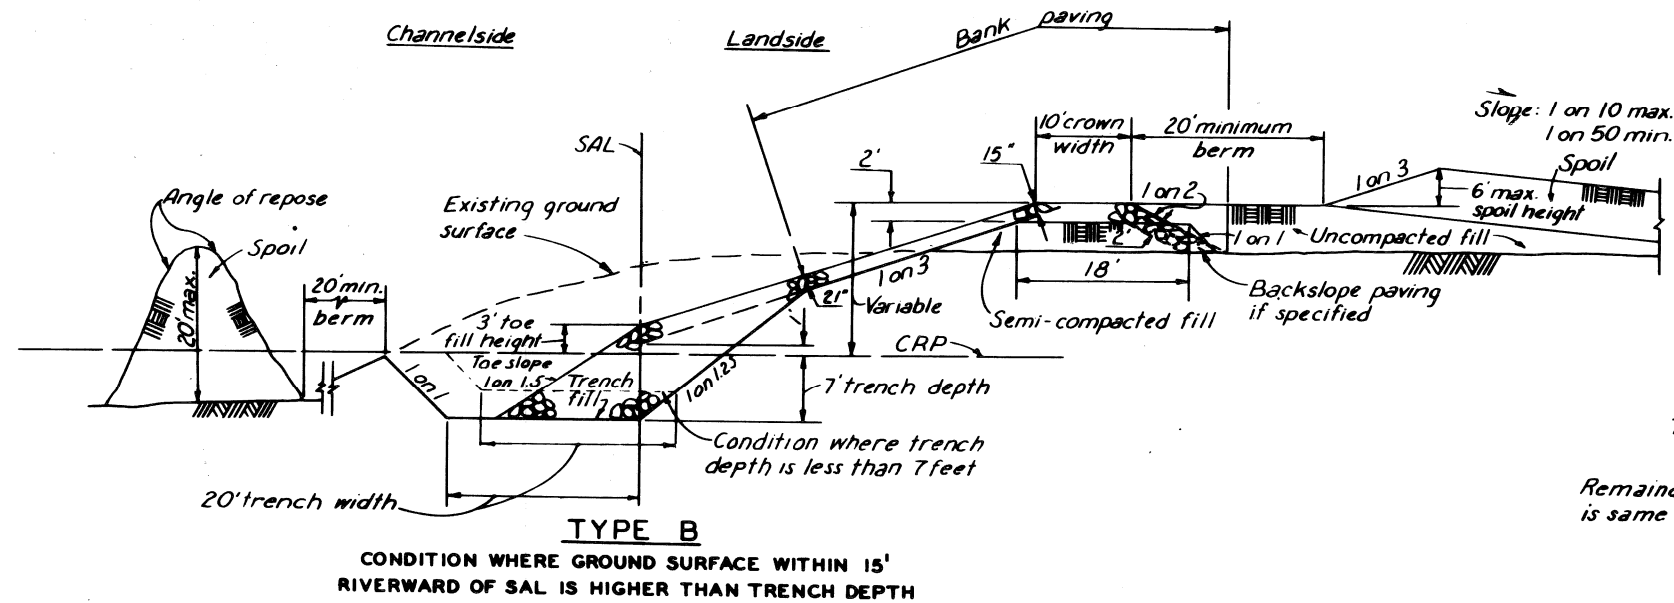 Channelside
Landside
Bank paving
SAL
Angle of repose
Spoil
20' max.
20' min.
berm
Existing ground
surface
3' toe
fill height
Toe slope
1 on 1.5
Trench
fill
1 on 1
1 on 1.25
21"
Variable
2'
15"
10' crown
width
20' minimum
berm
1 on 2
2'
1 on 1
1 on 3
18'
Semi-compacted fill
CRP
7' trench depth
Condition where trench
depth is less than 7 feet
20' trench width
Backslope paving
if specified
Uncompacted fill
1 on 3
6' max.
spoil height
Spoil
Slope: 1 on 10 max.
1 on 50 min.
is same
TYPE B
CONDITION WHERE GROUND SURFACE WITHIN 15'
RIVERWARD OF SAL IS HIGHER THAN TRENCH DEPTH